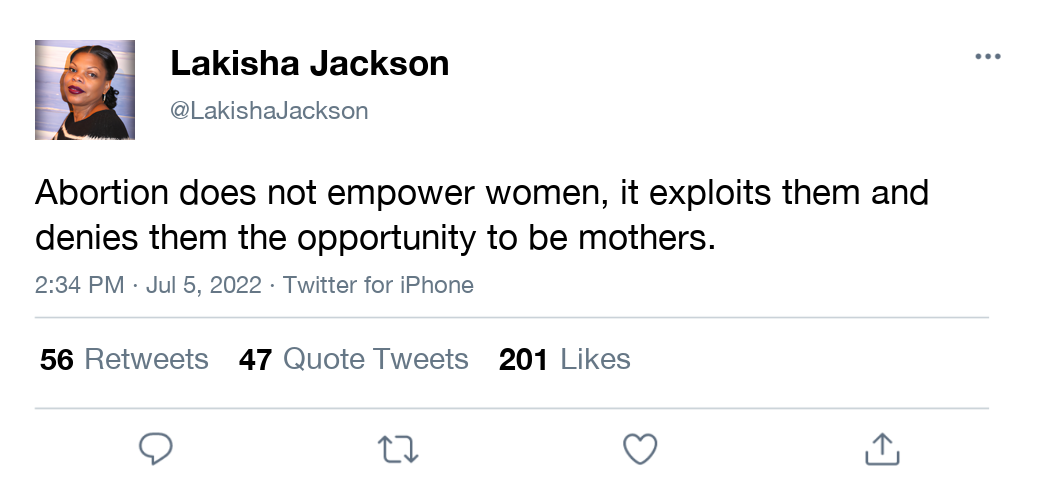 Lakisha Jackson
@LakishaJackson
Abortion does not empower women, it exploits them and
denies them the opportunity to be mothers.
2:34 PM · Jul 5, 2022 · Twitter for iPhone
56 Retweets 47 Quote Tweets 201 Likes